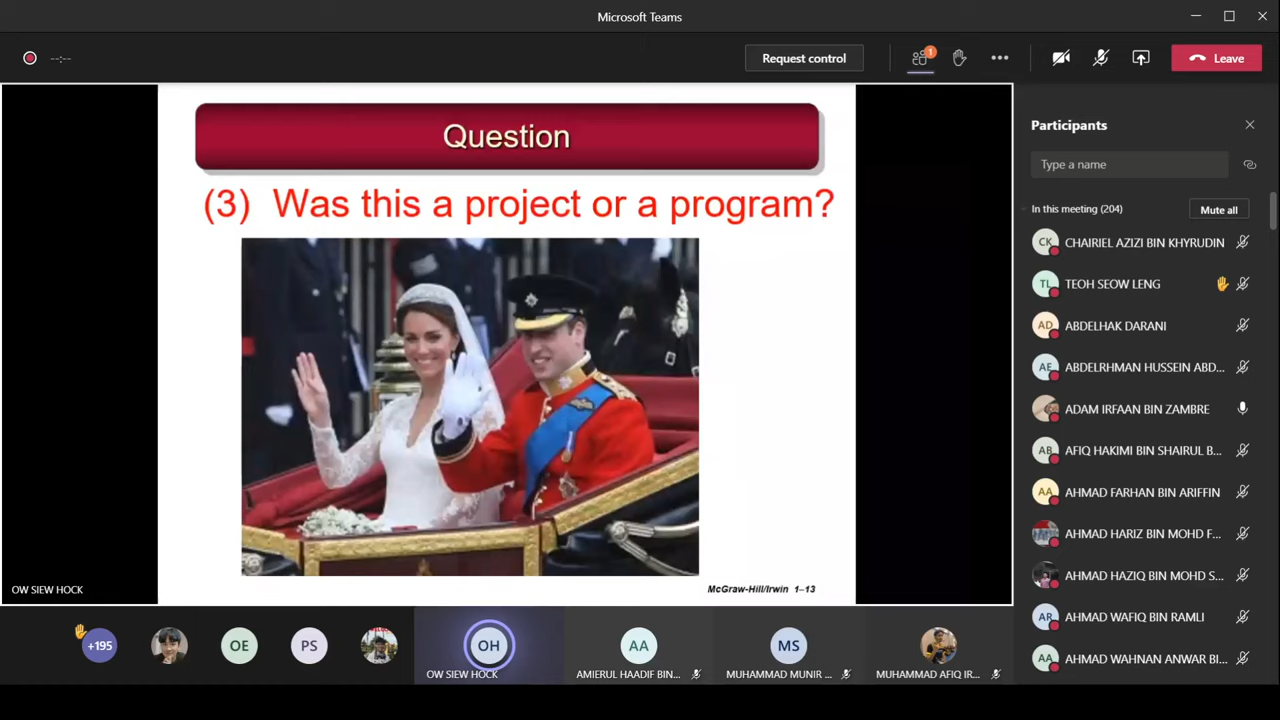 Microsoft Teams
--:--
1
Request control
Leave
Question
(3) Was this a project or a program?
McGraw-Hill/Irwin 1–13
OW SIEW HOCK
Participants
Type a name
In this meeting (204)
Mute all
CK CHAIRIEL AZIZI BIN KHYRUDIN
TL TEOH SEOW LENG
AD ABDELHAK DARANI
AE ABDELRHMAN HUSSEIN ABD...
ADAM IRFAAN BIN ZAMBRE
AB AFIQ HAKIMI BIN SHAIRUL B...
AA AHMAD FARHAN BIN ARIFFIN
AHMAD HARIZ BIN MOHD F...
AHMAD HAZIQ BIN MOHD S...
AR AHMAD WAFIQ BIN RAMLI
AA AHMAD WAHNAN ANWAR BI...
+195
OE
PS
OH
OW SIEW HOCK
AA
AMIERUL HAADIF BIN...
MS
MUHAMMAD MUNIR ...
MUHAMMAD AFIQ IR...